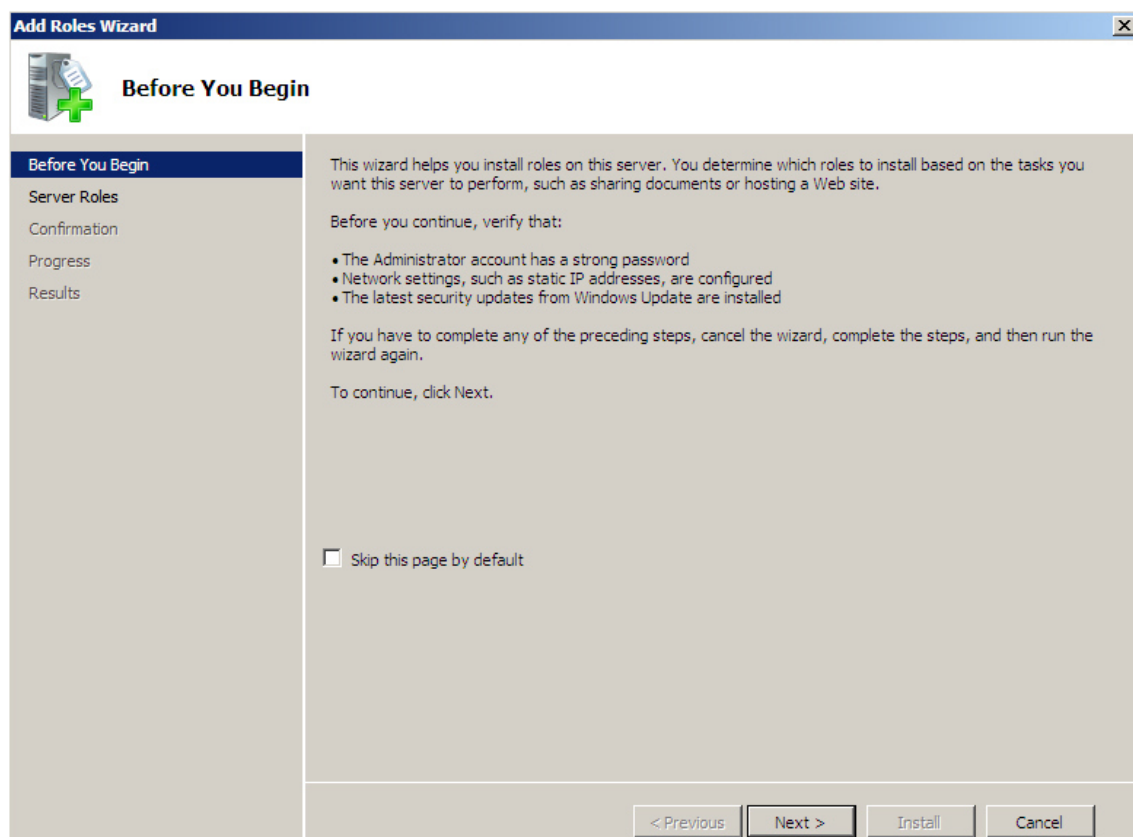 Add Roles Wizard
Before You Begin
Before You Begin
Server Roles
Confirmation
Progress
Results
This wizard helps you install roles on this server. You determine which roles to install based on the tasks you
want this server to perform, such as sharing documents or hosting a Web site.
Before you continue, verify that:
• The Administrator account has a strong password
• Network settings, such as static IP addresses, are configured
• The latest security updates from Windows Update are installed
If you have to complete any of the preceding steps, cancel the wizard, complete the steps, and then run the
wizard again.
To continue, click Next.
Skip this page by default
< Previous
Next >
Install
Cancel